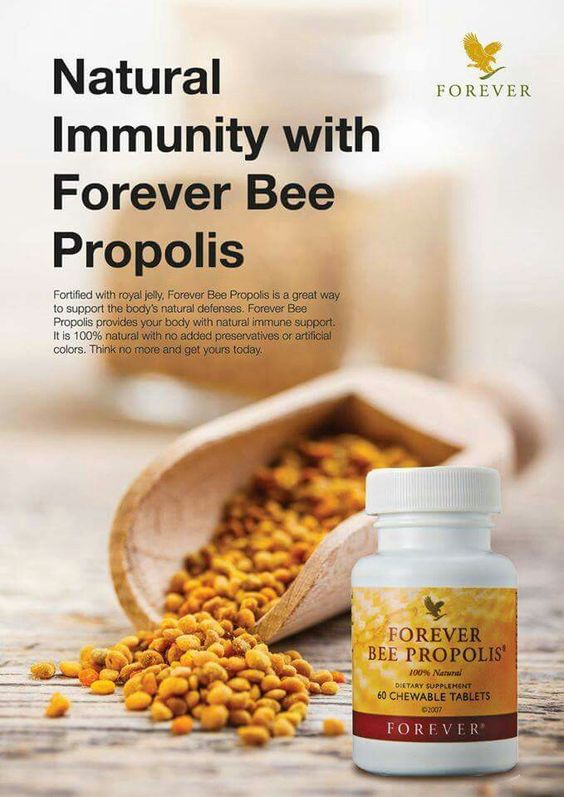 Natural
Immunity with
Forever Bee
Propolis
FOREVER
Fortified with royal jelly, Forever Bee Propolis is a great way
to support the body's natural defenses. Forever Bee
Propolis provides your body with natural immune support.
It is 100% natural with no added preservatives or artificial
colors. Think no more and get yours today.
FOREVER
BEE PROPOLIS®
100% Natural
DIETARY SUPPLEMENT
60 CHEWABLE TABLETS
©2007
FOREVER®